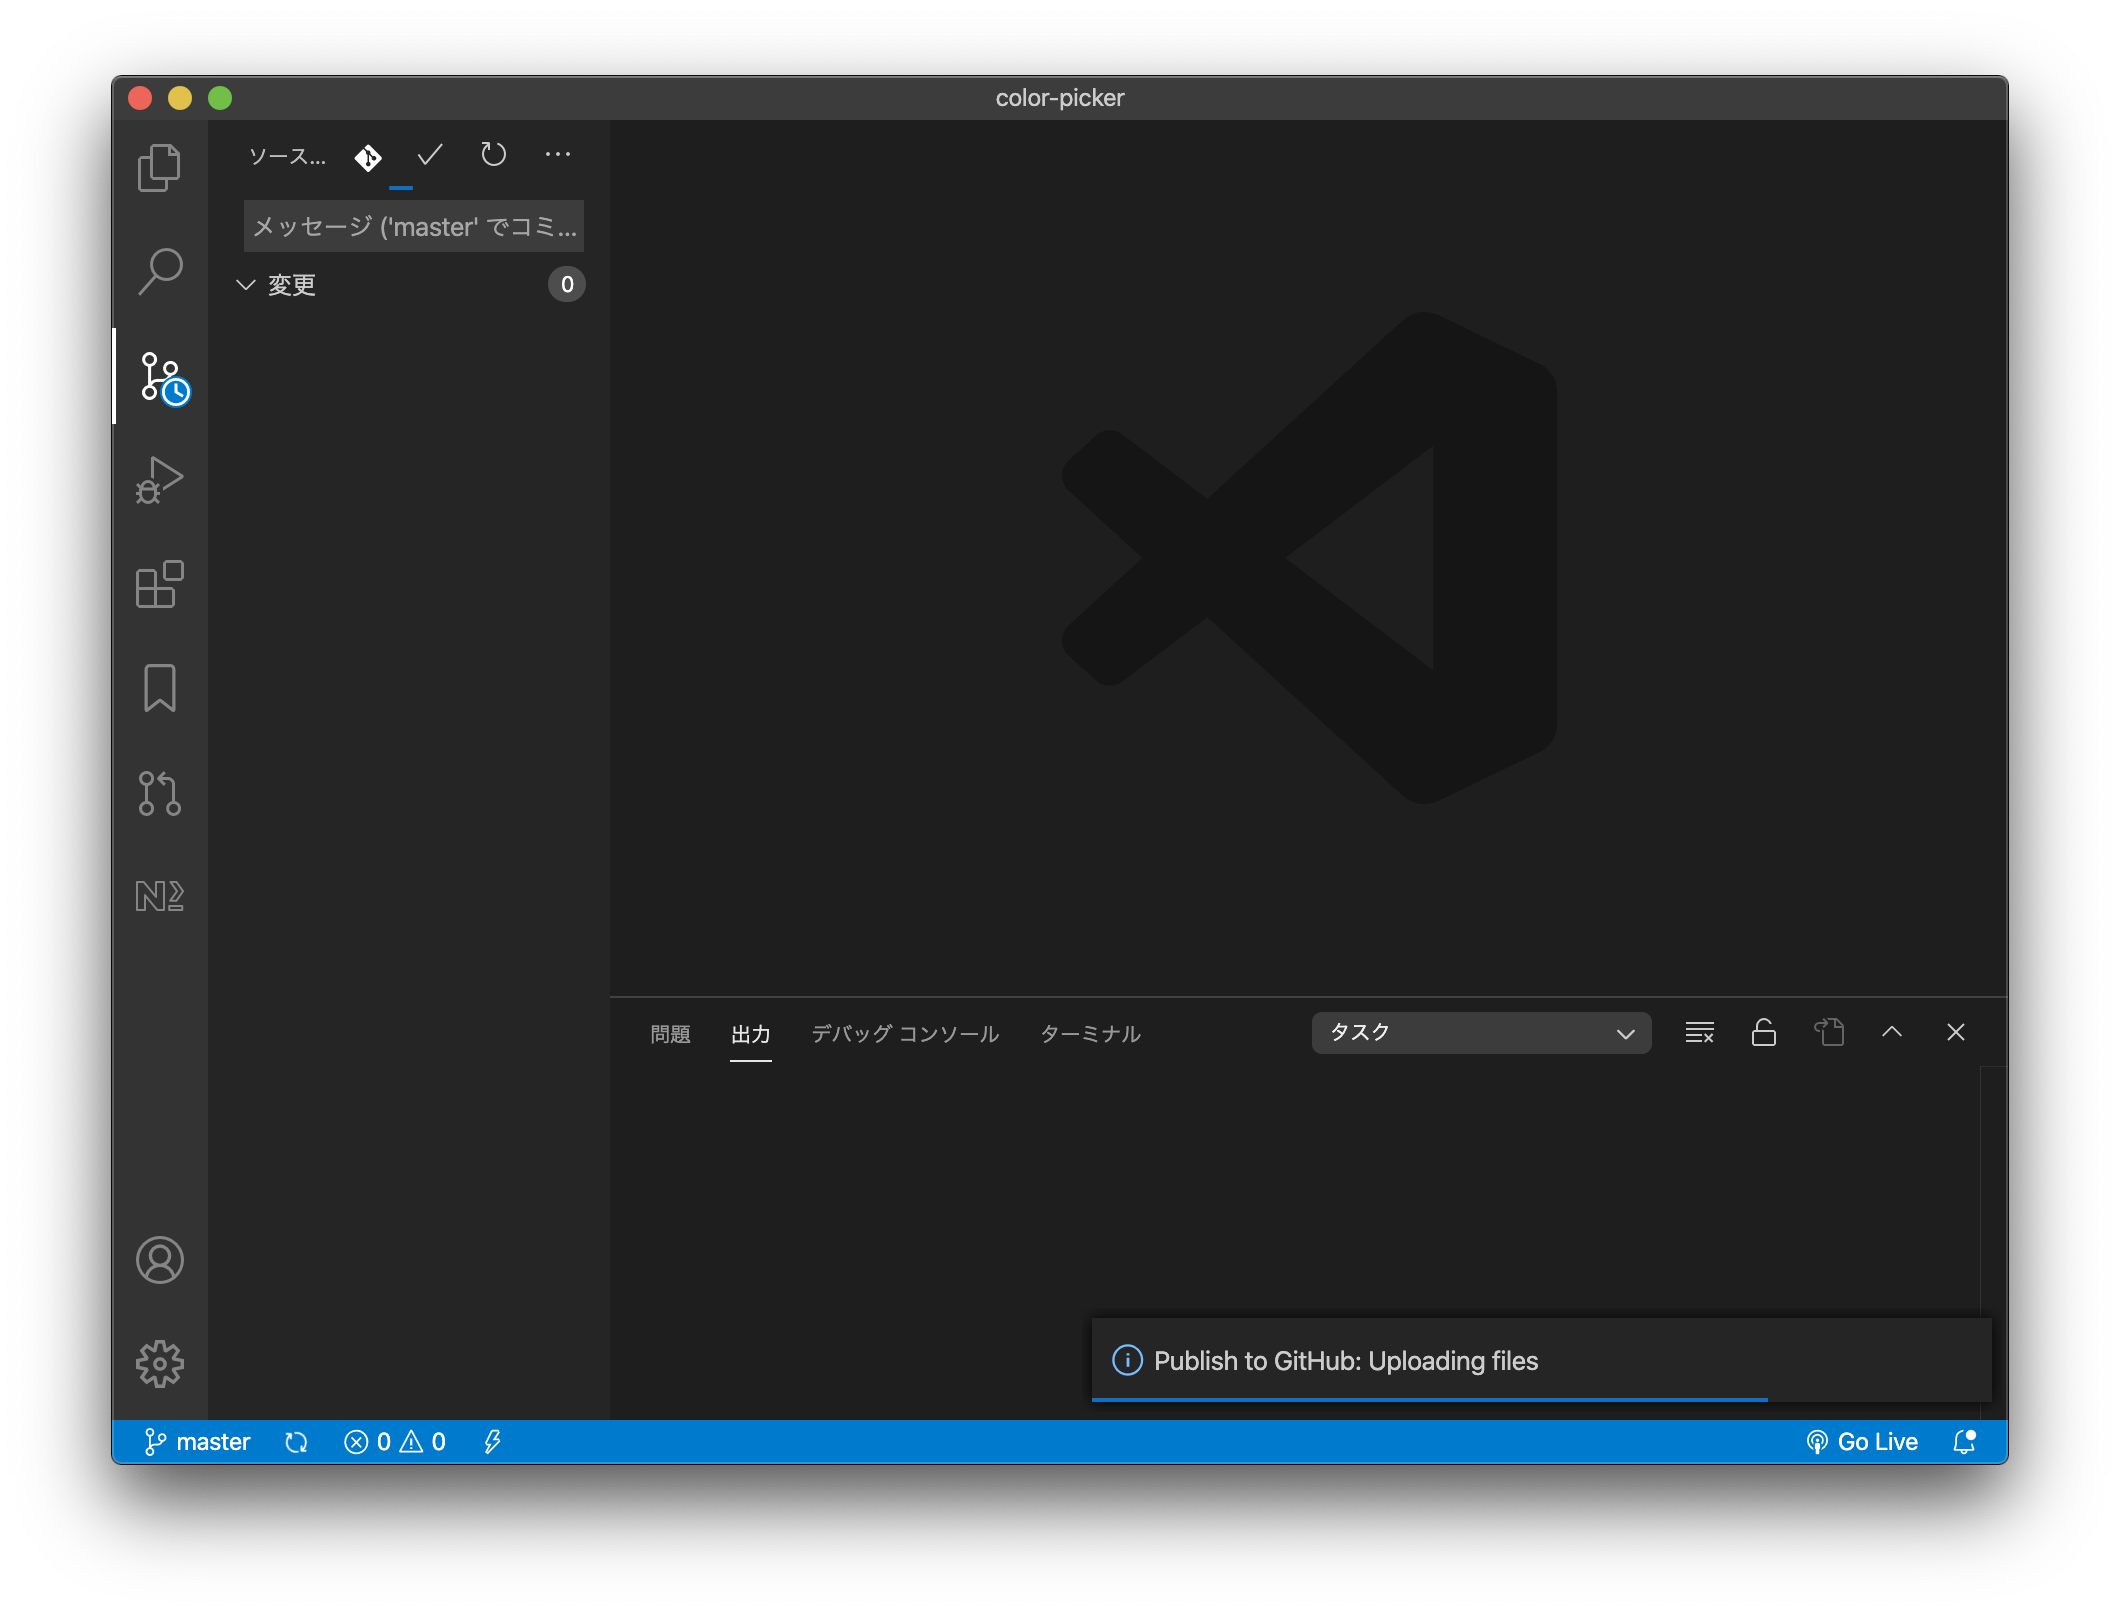 color-picker
ソース...
メッセージ ('master' でコミ...
変更
0
問題 出力 デバッグ コンソール ターミナル
タスク
Publish to GitHub: Uploading files
master
0 0
Go Live